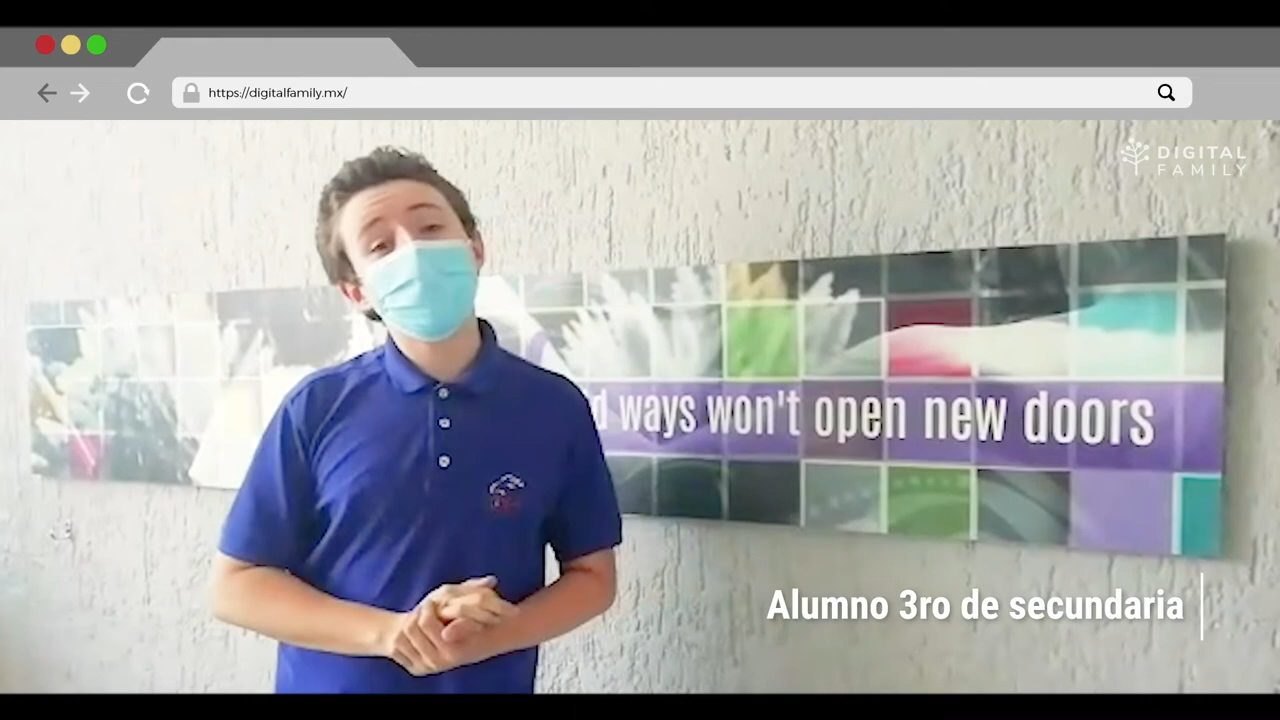 https://digitalfamily.mx/
DIGITAL
FAMILY
ways won't open new doors
Alumno 3ro de secundaria